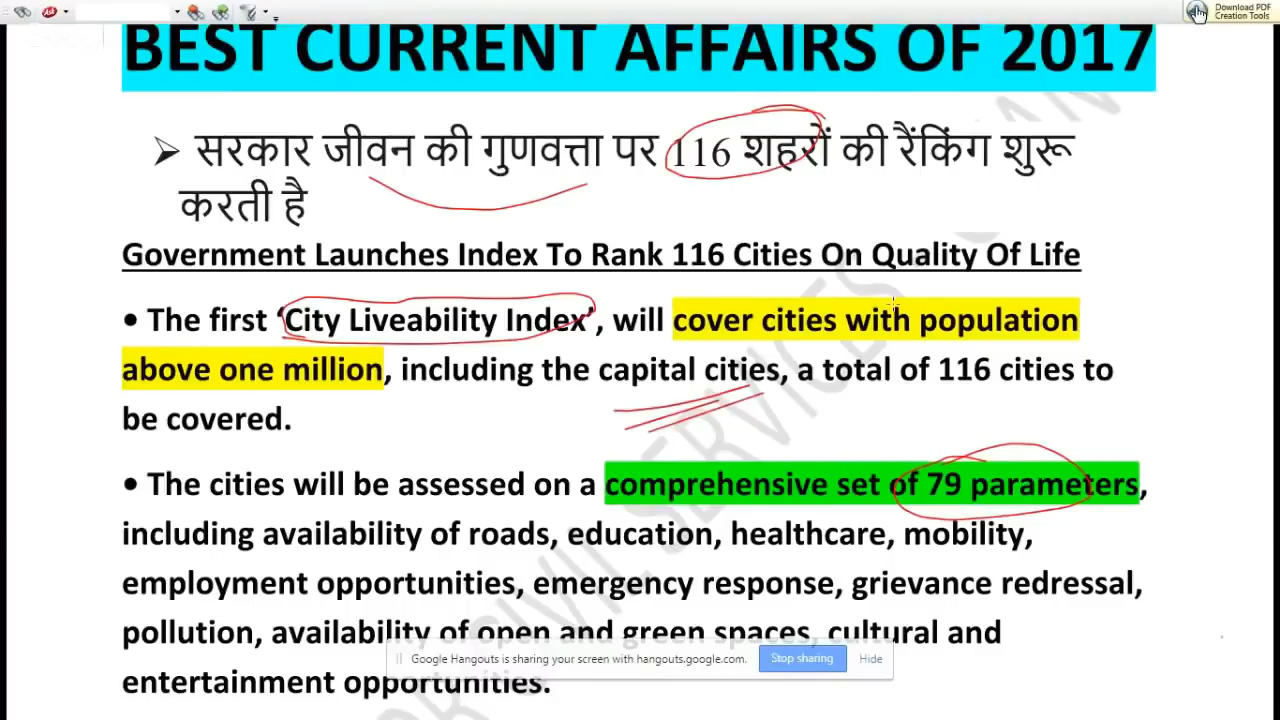 Download PDF
Creation Tools
BEST CURRENT AFFAIRS OF 2017
➢ सरकार जीवन की गुणवत्ता पर 116 शहरों की रैंकिंग शुरू
करती है
Government Launches Index To Rank 116 Cities On Quality Of Life
• The first ‘City Liveability Index’, will cover cities with population
above one million, including the capital cities, a total of 116 cities to
be covered.
• The cities will be assessed on a comprehensive set of 79 parameters,
including availability of roads, education, healthcare, mobility,
employment opportunities, emergency response, grievance redressal,
pollution, availability of open and green spaces, cultural and
Google Hangouts is sharing your screen with hangouts.google.com. Stop sharing Hide
entertainment opportunities.
CIVIL SERVICES